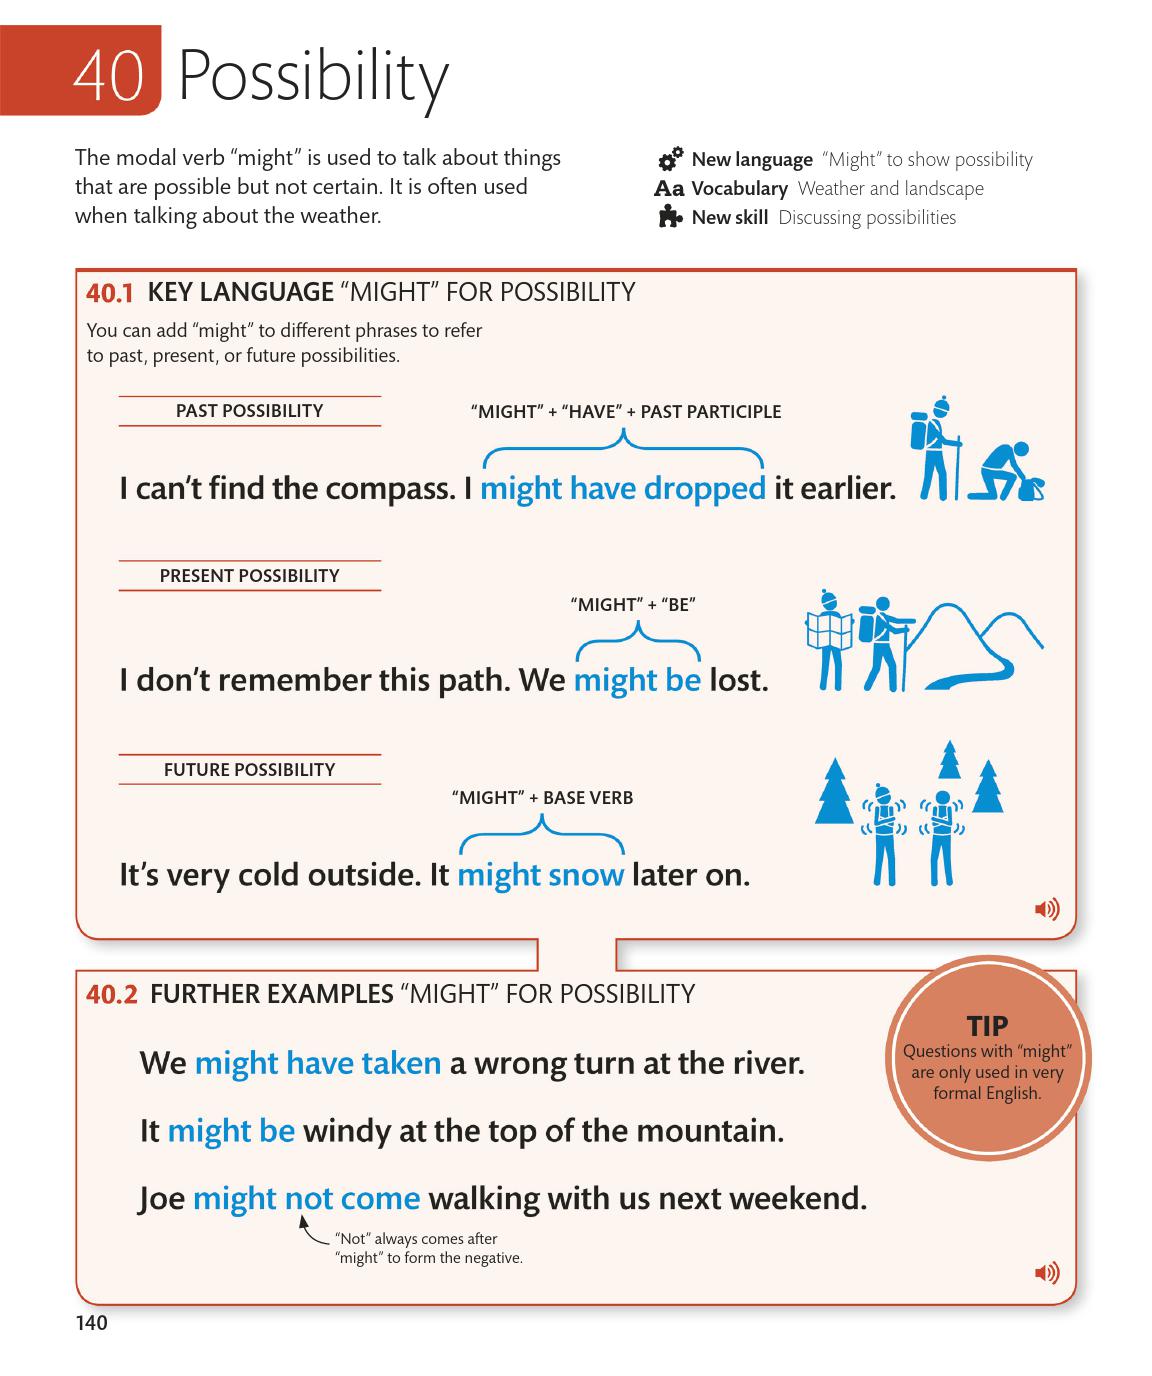 40 Possibility
The modal verb “might” is used to talk about things
that are possible but not certain. It is often used
when talking about the weather.
New language “Might” to show possibility
Aa Vocabulary Weather and landscape
New skill Discussing possibilities
40.1 KEY LANGUAGE “MIGHT” FOR POSSIBILITY
You can add “might” to different phrases to refer
to past, present, or future possibilities.
PAST POSSIBILITY
“MIGHT” + “HAVE” + PAST PARTICIPLE
I can’t find the compass. I might have dropped it earlier.
PRESENT POSSIBILITY
“MIGHT” + “BE”
I don’t remember this path. We might be lost.
FUTURE POSSIBILITY
“MIGHT” + BASE VERB
It’s very cold outside. It might snow later on.
40.2 FURTHER EXAMPLES “MIGHT” FOR POSSIBILITY
We might have taken a wrong turn at the river.
It might be windy at the top of the mountain.
Joe might not come walking with us next weekend.
“Not” always comes after
“might” to form the negative.
TIP
Questions with “might”
are only used in very
formal English.
140